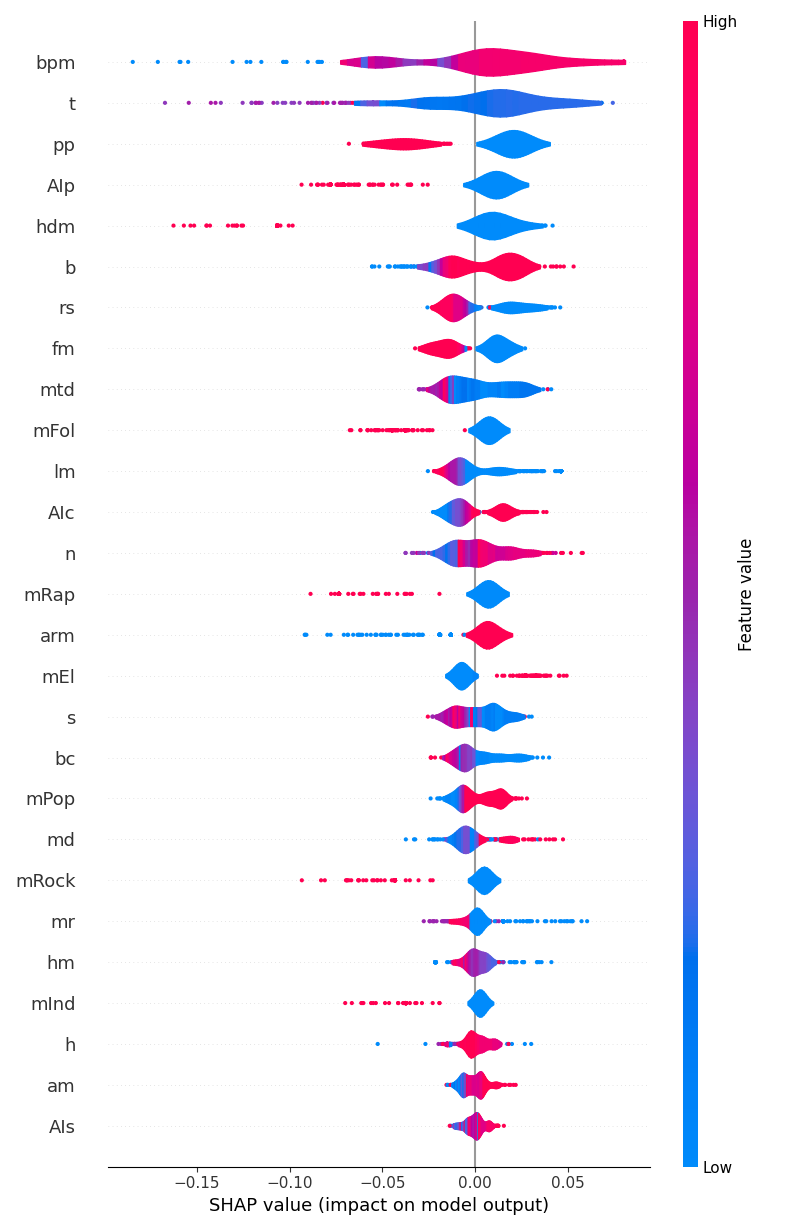 High
bpm
t
pp
AIp
hdm
b
rs
fm
mtd
mFol
lm
AIc
n
mRap
arm
mEl
s
bc
mPop
md
mRock
mr
hm
mInd
h
am
AIs
Low
Feature value
−0.15 −0.10 −0.05 0.00 0.05
SHAP value (impact on model output)